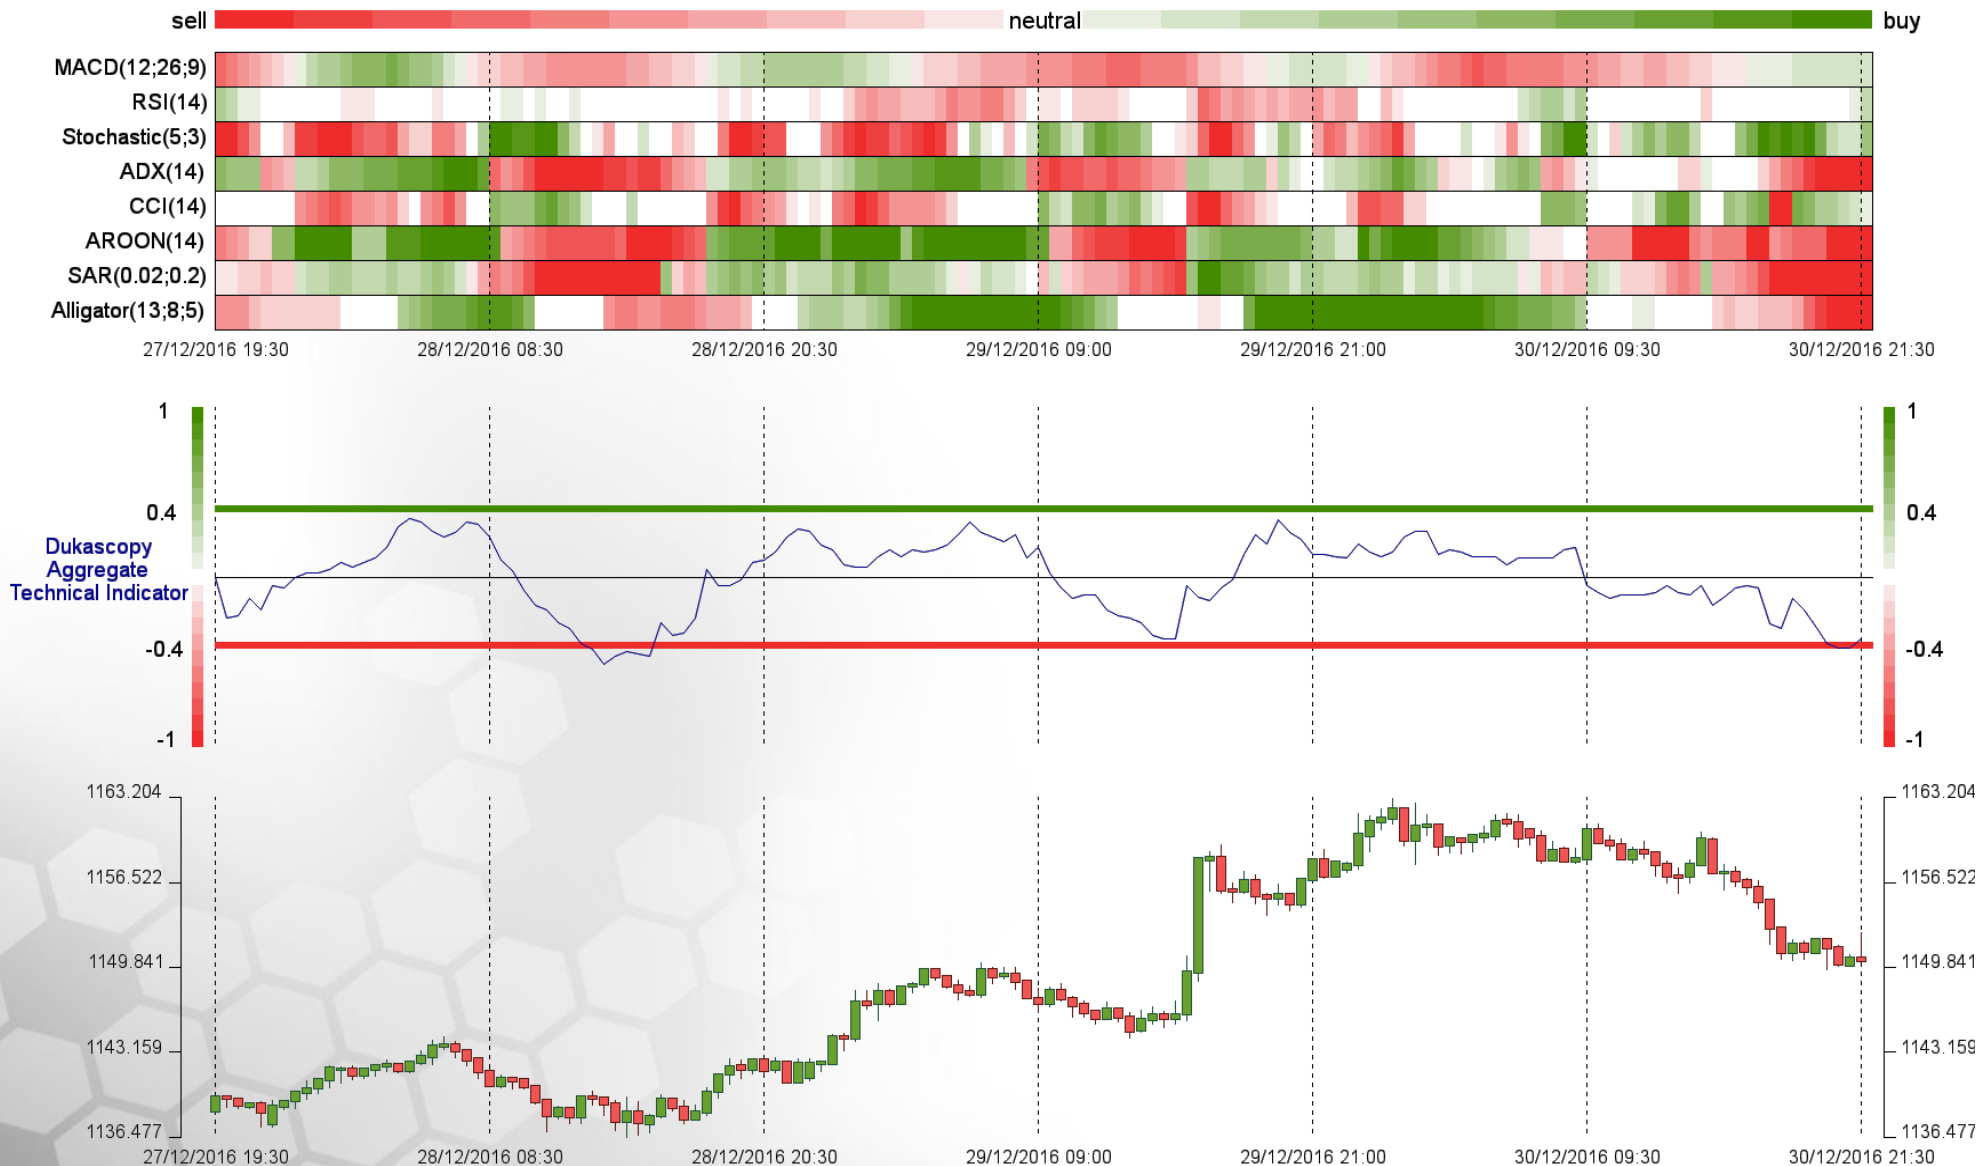 sell neutral buy
MACD(12;26;9)
RSI(14)
Stochastic(5;3)
ADX(14)
CCI(14)
AROON(14)
SAR(0.02;0.2)
Alligator(13;8;5)
27/12/2016 19:30 28/12/2016 08:30 28/12/2016 20:30 29/12/2016 09:00 29/12/2016 21:00 30/12/2016 09:30 30/12/2016 21:30
1 1
0.4 0.4
Dukascopy
Aggregate
Technical Indicator
-0.4 -0.4
-1 -1
1163.204 1163.204
1156.522 1156.522
1149.841 1149.841
1143.159 1143.159
1136.477 1136.477
27/12/2016 19:30 28/12/2016 08:30 28/12/2016 20:30 29/12/2016 09:00 29/12/2016 21:00 30/12/2016 09:30 30/12/2016 21:30